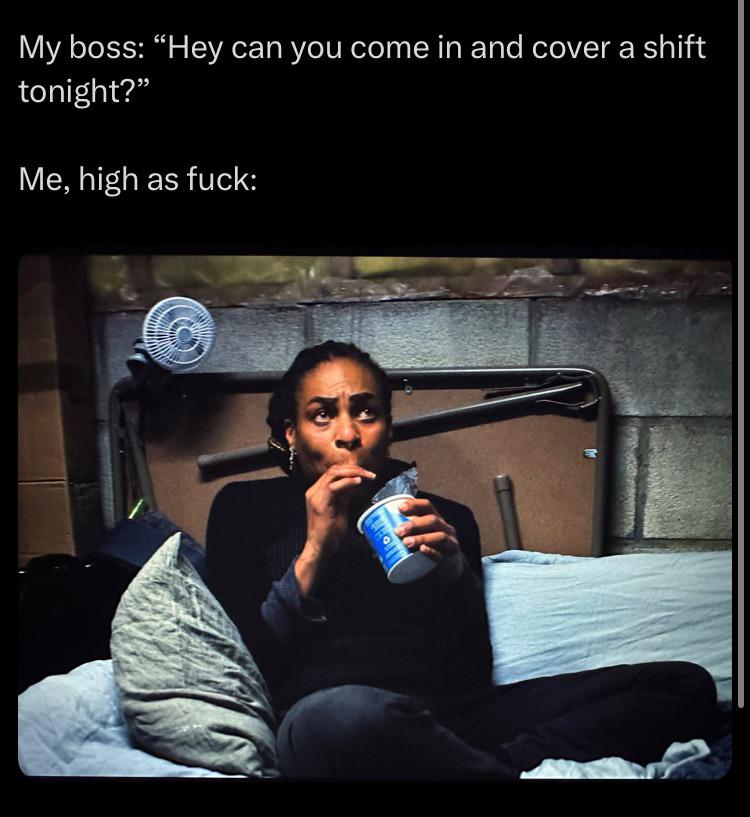 My boss: “Hey can you come in and cover a shift
tonight?”
Me, high as fuck: